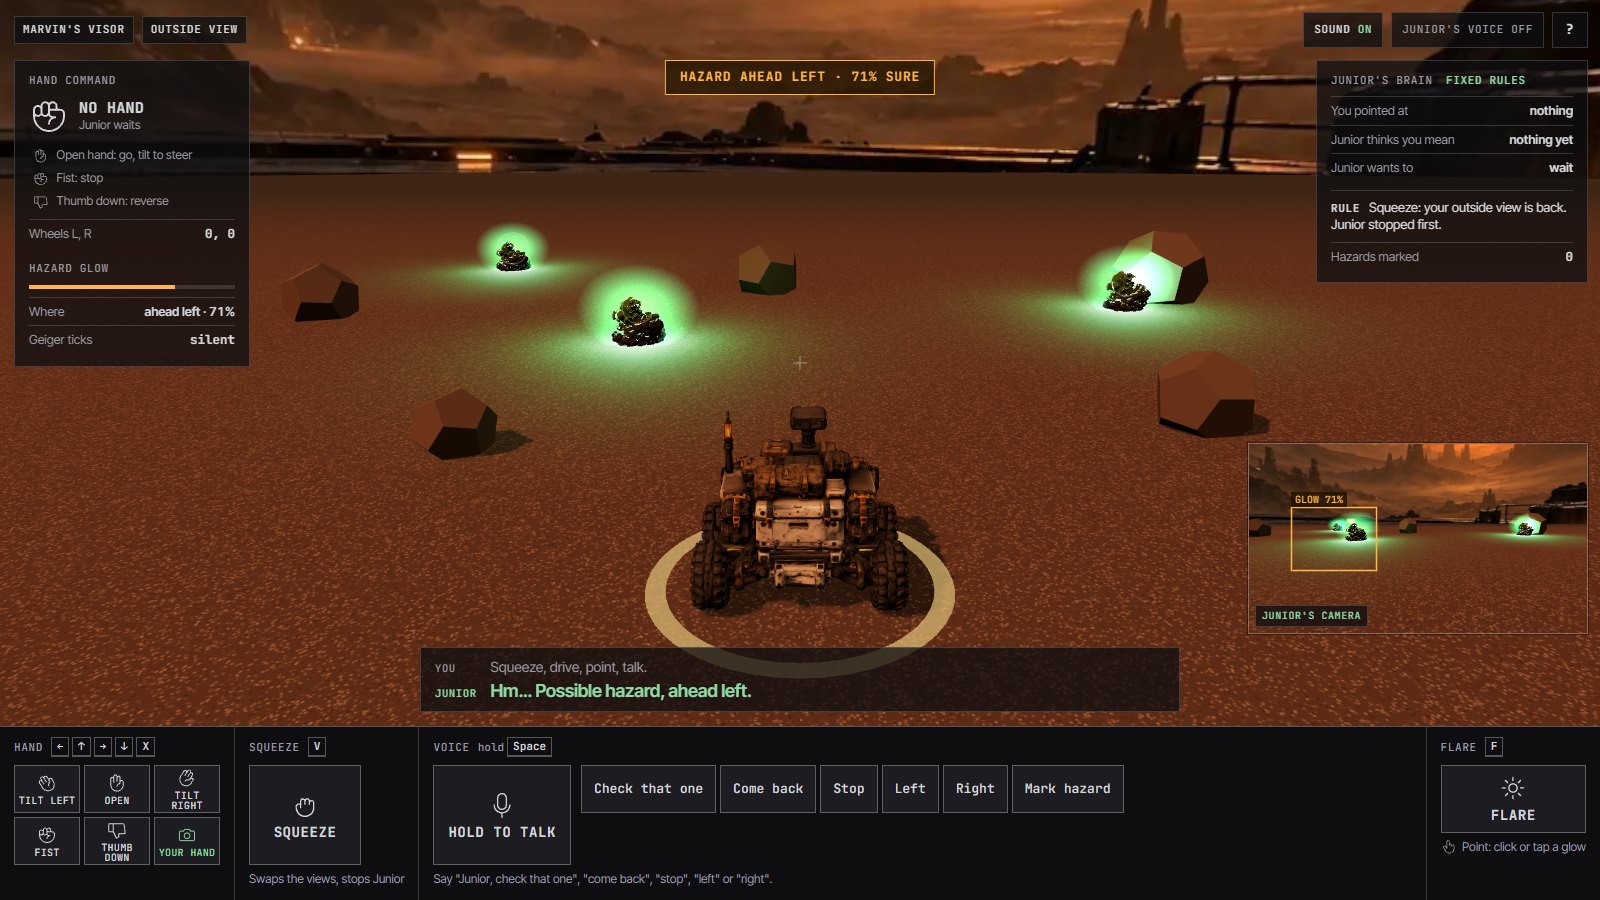 MARVIN'S VISOR
OUTSIDE VIEW
SOUND ON
JUNIOR'S VOICE OFF
?
HAND COMMAND
NO HAND
Junior waits
Open hand: go, tilt to steer
Fist: stop
Thumb down: reverse
Wheels L, R 0, 0
HAZARD GLOW
Where ahead left · 71%
Geiger ticks silent
HAZARD AHEAD LEFT · 71% SURE
JUNIOR'S BRAIN FIXED RULES
You pointed at nothing
Junior thinks you mean nothing yet
Junior wants to wait
RULE Squeeze: your outside view is back.
Junior stopped first.
Hazards marked 0
GLOW 71%
JUNIOR'S CAMERA
YOU Squeeze, drive, point, talk.
JUNIOR Hm... Possible hazard, ahead left.
HAND ← ↑ → ↓ X
TILT LEFT
OPEN
TILT
RIGHT
FIST
THUMB
DOWN
YOUR HAND
SQUEEZE V
SQUEEZE
Swaps the views, stops Junior
VOICE hold Space
HOLD TO TALK
Check that one
Come back
Stop
Left
Right
Mark hazard
Say "Junior, check that one", "come back", "stop", "left" or "right".
FLARE F
FLARE
Point: click or tap a glow